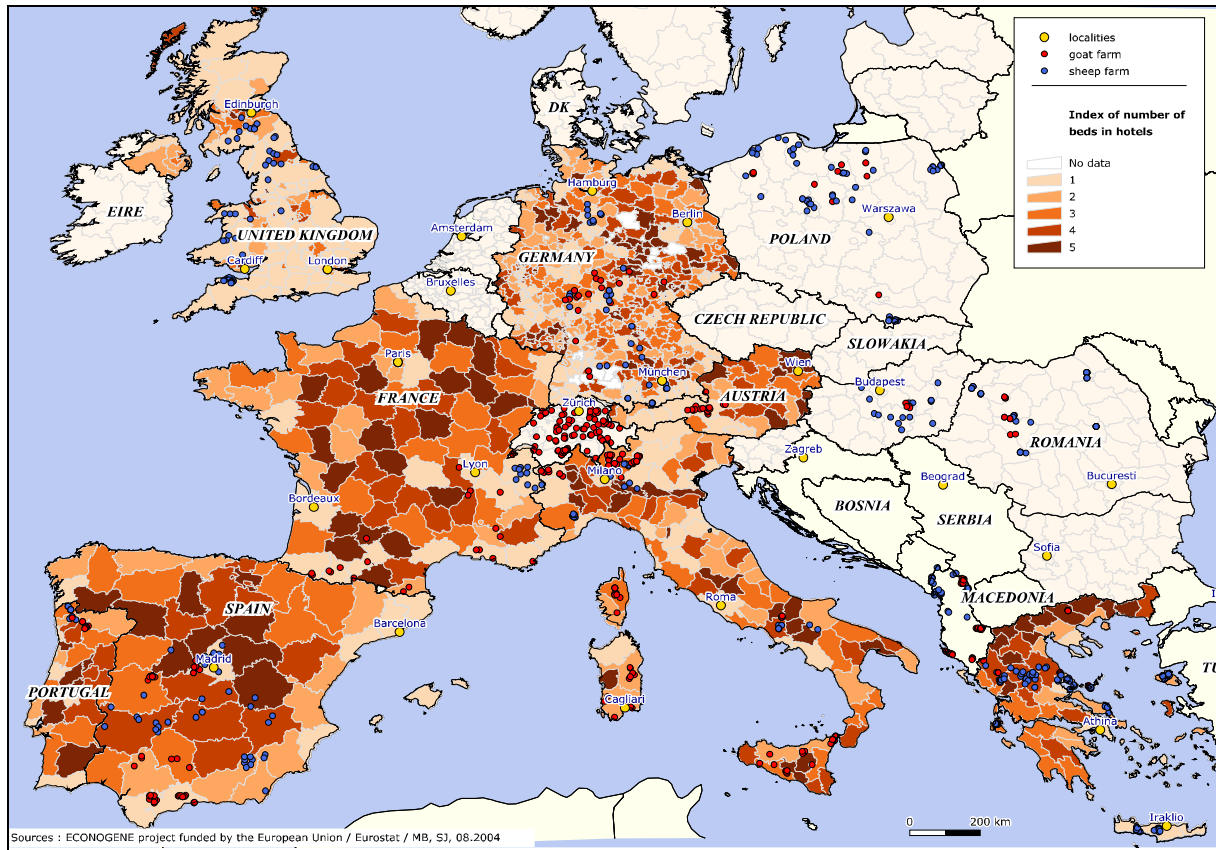 localities
goat farm
sheep farm
Index of number of
beds in hotels
No data
1
2
3
4
5
Edinburgh
DK
EIRE
UNITED KINGDOM
Cardiff
London
Hamburg
Berlin
Amsterdam
GERMANY
Bruxelles
Warszawa
POLAND
CZECH REPUBLIC
SLOWAKIA
Paris
FRANCE
München
Wien
AUSTRIA
Budapest
Zürich
Lyon
Milano
Zagreb
ROMANIA
Bucuresti
Bordeaux
Beograd
BOSNIA
SERBIA
Sofia
SPAIN
Barcelona
Roma
MACEDONIA
Madrid
PORTUGAL
Cagliari
I
TU
Athina
Iraklio
0 200 km
Sources : ECONOGENE project funded by the European Union / Eurostat / MB, SJ, 08.2004